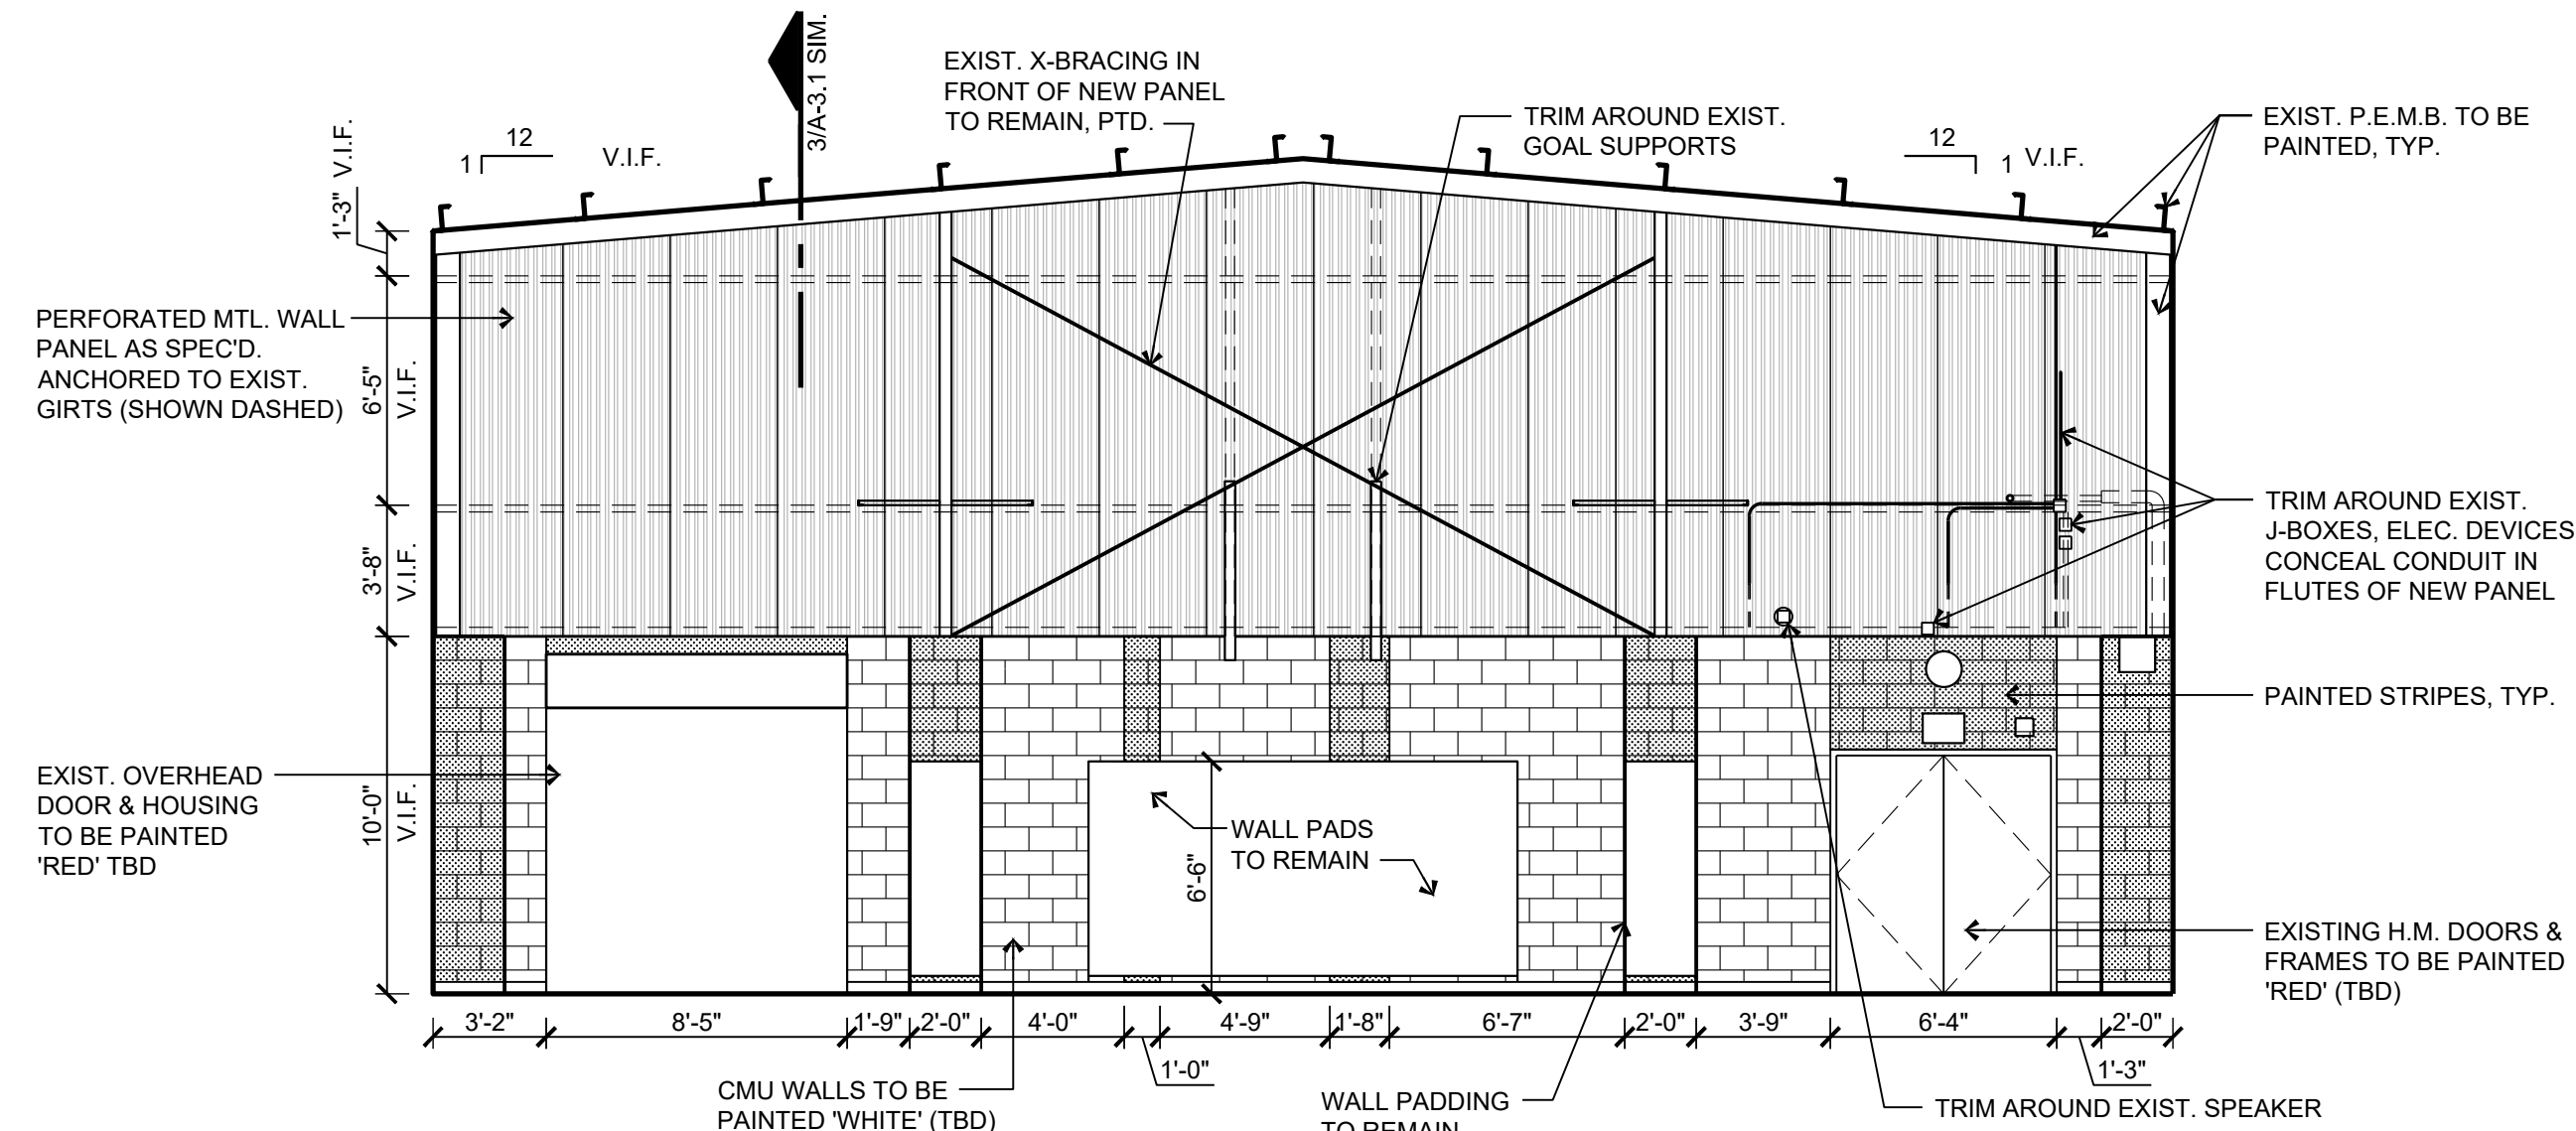 3/A-3.1 SIM.
EXIST. X-BRACING IN
FRONT OF NEW PANEL
TO REMAIN, PTD.
TRIM AROUND EXIST.
GOAL SUPPORTS
EXIST. P.E.M.B. TO BE
PAINTED, TYP.
12
1
V.I.F.
12
1
V.I.F.
1'-3" V.I.F.
PERFORATED MTL. WALL
PANEL AS SPEC'D.
ANCHORED TO EXIST.
GIRTS (SHOWN DASHED)
6'-5"
V.I.F.
3'-8"
V.I.F.
TRIM AROUND EXIST.
J-BOXES, ELEC. DEVICES
CONCEAL CONDUIT IN
FLUTES OF NEW PANEL
PAINTED STRIPES, TYP.
EXIST. OVERHEAD
DOOR & HOUSING
TO BE PAINTED
'RED' TBD
10'-0"
V.I.F.
WALL PADS
TO REMAIN
6'-6"
EXISTING H.M. DOORS &
FRAMES TO BE PAINTED
'RED' (TBD)
3'-2"
8'-5"
1'-9"
2'-0"
4'-0"
1'-0"
4'-9"
1'-8"
6'-7"
2'-0"
3'-9"
6'-4"
1'-3"
2'-0"
CMU WALLS TO BE
PAINTED 'WHITE' (TBD)
WALL PADDING
TO REMAIN
TRIM AROUND EXIST. SPEAKER